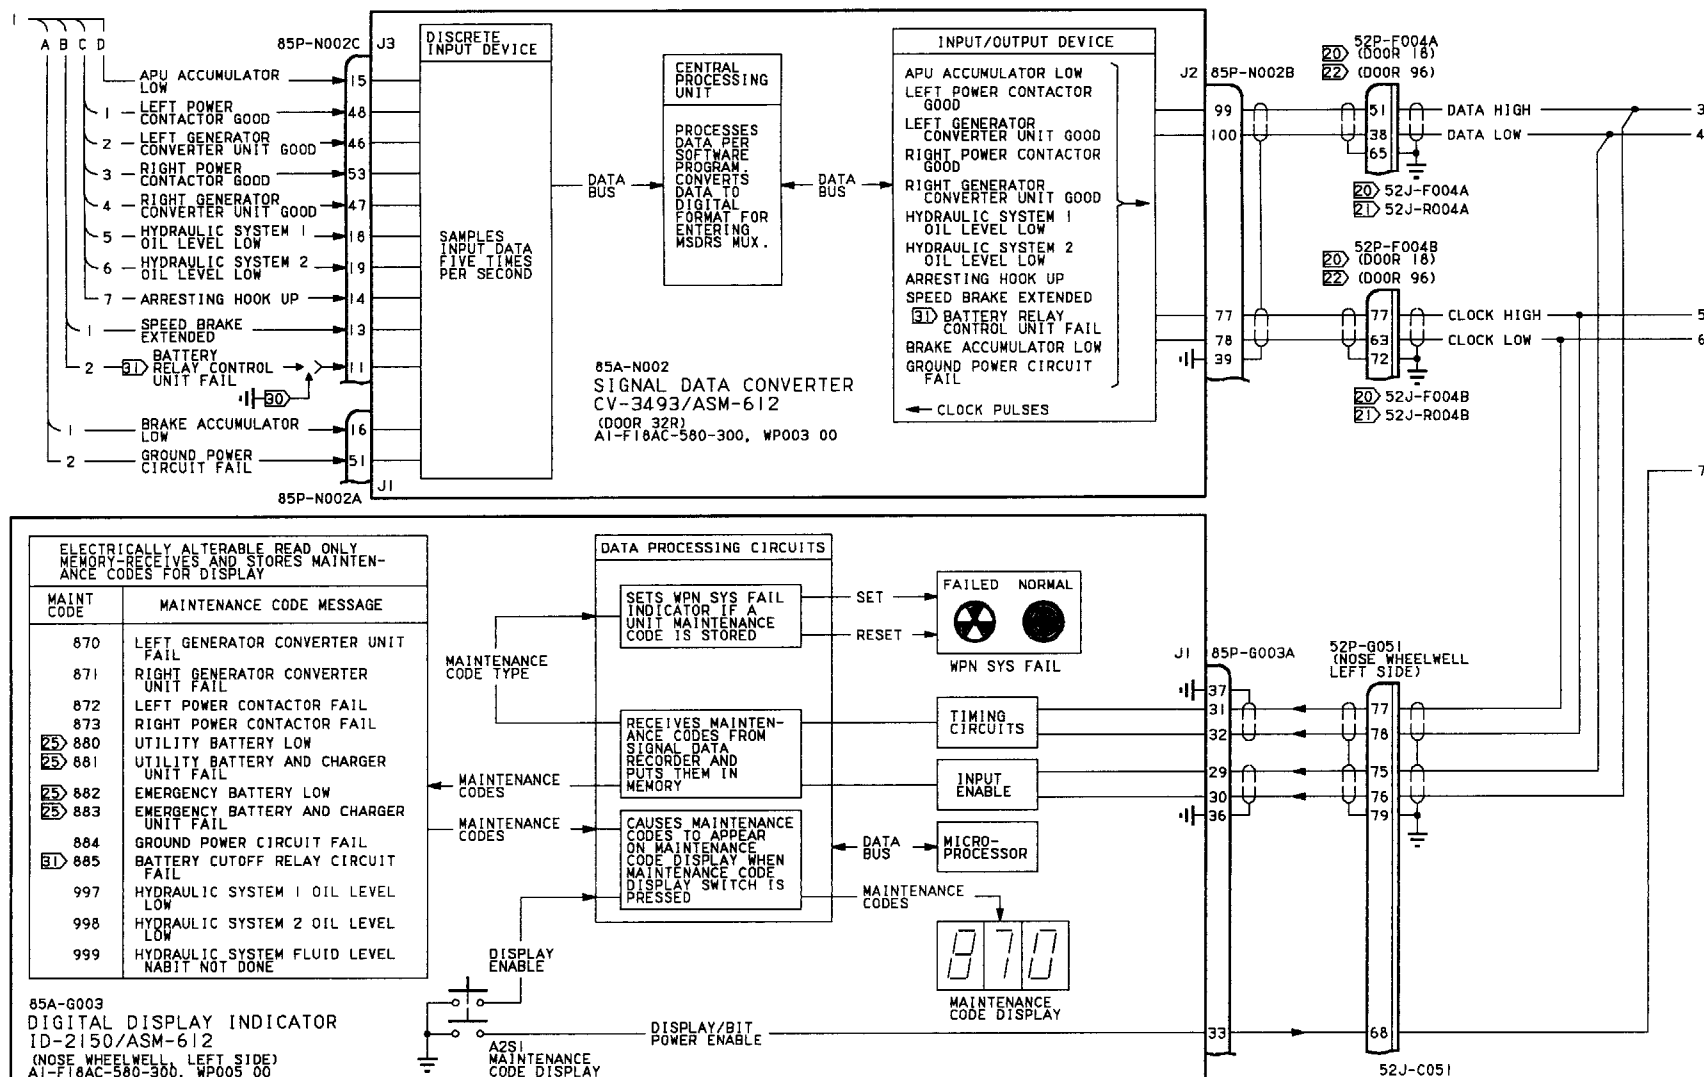 1
A B C D
85P-N002C J3
APU ACCUMULATOR
LOW
15
1 LEFT POWER
CONTACTOR GOOD
48
2 LEFT GENERATOR
CONVERTER UNIT GOOD
46
3 RIGHT POWER
CONTACTOR GOOD
53
4 RIGHT GENERATOR
CONVERTER UNIT GOOD
47
5 HYDRAULIC SYSTEM 1
OIL LEVEL LOW
18
6 HYDRAULIC SYSTEM 2
OIL LEVEL LOW
19
7 ARRESTING HOOK UP
14
1 SPEED BRAKE
EXTENDED
13
2 31 BATTERY
RELAY CONTROL
UNIT FAIL
11
30
1 BRAKE ACCUMULATOR
LOW
16
2 GROUND POWER
CIRCUIT FAIL
51
85P-N002A J1
DISCRETE
INPUT DEVICE
SAMPLES
INPUT DATA
FIVE TIMES
PER SECOND
DATA
BUS
CENTRAL
PROCESSING
UNIT
PROCESSES
DATA PER
SOFTWARE
PROGRAM.
CONVERTS
DATA TO
DIGITAL
FORMAT FOR
ENTERING
MSDRS MUX.
DATA
BUS
85A-N002
SIGNAL DATA CONVERTER
CV-3493/ASM-612
(DOOR 32R)
A1-F18AC-580-300, WP003 00
INPUT/OUTPUT DEVICE
APU ACCUMULATOR LOW
LEFT POWER CONTACTOR
GOOD
LEFT GENERATOR
CONVERTER UNIT GOOD
RIGHT POWER CONTACTOR
GOOD
RIGHT GENERATOR
CONVERTER UNIT GOOD
HYDRAULIC SYSTEM 1
OIL LEVEL LOW
HYDRAULIC SYSTEM 2
OIL LEVEL LOW
ARRESTING HOOK UP
SPEED BRAKE EXTENDED
31 BATTERY RELAY
CONTROL UNIT FAIL
BRAKE ACCUMULATOR LOW
GROUND POWER CIRCUIT
FAIL
CLOCK PULSES
J2 85P-N002B
99
100
77
78
39
52P-F004A
20 (DOOR 18)
22 (DOOR 96)
51
38
65
DATA HIGH
DATA LOW
3
4
20 52J-F004A
21 52J-R004A
52P-F004B
20 (DOOR 18)
22 (DOOR 96)
77
63
72
CLOCK HIGH
CLOCK LOW
5
6
20 52J-F004B
21 52J-R004B
7
ELECTRICALLY ALTERABLE READ ONLY
MEMORY-RECEIVES AND STORES MAINTEN-
ANCE CODES FOR DISPLAY
MAINT
CODE
MAINTENANCE CODE MESSAGE
870 LEFT GENERATOR CONVERTER UNIT
FAIL
871 RIGHT GENERATOR CONVERTER
UNIT FAIL
872 LEFT POWER CONTACTOR FAIL
873 RIGHT POWER CONTACTOR FAIL
25 880 UTILITY BATTERY LOW
25 881 UTILITY BATTERY AND CHARGER
UNIT FAIL
25 882 EMERGENCY BATTERY LOW
25 883 EMERGENCY BATTERY AND CHARGER
UNIT FAIL
884 GROUND POWER CIRCUIT FAIL
31 885 BATTERY CUTOFF RELAY CIRCUIT
FAIL
997 HYDRAULIC SYSTEM 1 OIL LEVEL
LOW
998 HYDRAULIC SYSTEM 2 OIL LEVEL
LOW
999 HYDRAULIC SYSTEM FLUID LEVEL
NABIT NOT DONE
85A-G003
DIGITAL DISPLAY INDICATOR
ID-2150/ASM-612
(NOSE WHEELWELL, LEFT SIDE)
A1-F18AC-580-300, WP005 00
MAINTENANCE
CODE TYPE
MAINTENANCE
CODES
MAINTENANCE
CODES
DISPLAY
ENABLE
A2S1
MAINTENANCE
CODE DISPLAY
DISPLAY/BIT
POWER ENABLE
DATA PROCESSING CIRCUITS
SETS WPN SYS FAIL
INDICATOR IF A
UNIT MAINTENANCE
CODE IS STORED
RECEIVES MAINTEN-
ANCE CODES FROM
SIGNAL DATA
RECORDER AND
PUTS THEM IN
MEMORY
CAUSES MAINTENANCE
CODES TO APPEAR
ON MAINTENANCE
CODE DISPLAY WHEN
MAINTENANCE CODE
DISPLAY SWITCH IS
PRESSED
SET
RESET
FAILED NORMAL
WPN SYS FAIL
TIMING
CIRCUITS
INPUT
ENABLE
DATA
BUS
MICRO-
PROCESSOR
MAINTENANCE
CODES
870
MAINTENANCE
CODE DISPLAY
J1 85P-G003A
37
31
32
29
30
36
33
52P-G051
(NOSE WHEELWELL
LEFT SIDE)
77
78
75
76
79
68
52J-C051